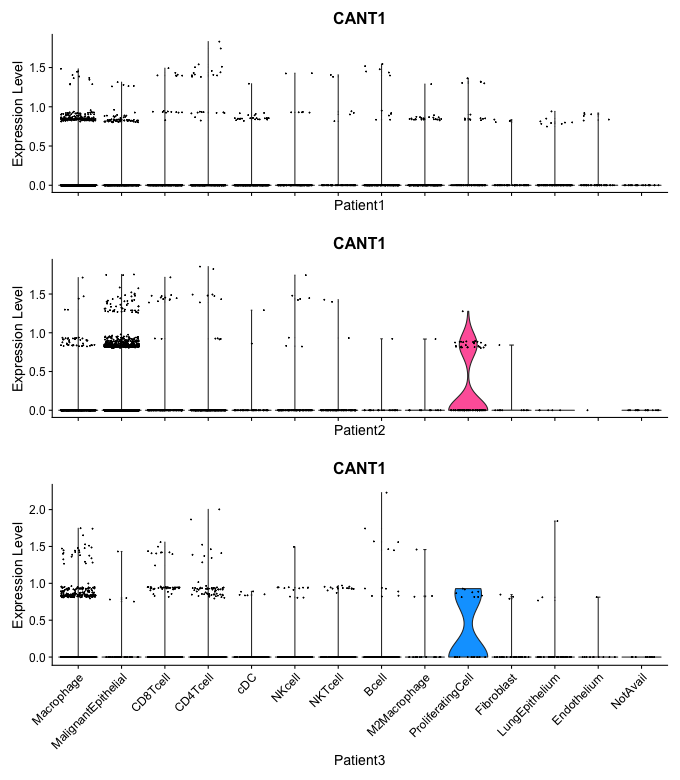 CANT1
Expression Level
1.5
1.0
0.5
0.0
Patient1
CANT1
Expression Level
1.5
1.0
0.5
0.0
Patient2
CANT1
Expression Level
2.0
1.5
1.0
0.5
0.0
Macrophage
MalignantEpithelial
CD8Tcell
CD4Tcell
cDC
NKcell
NKTcell
Bcell
M2Macrophage
ProliferatingCell
Fibroblast
LungEpithelium
Endothelium
NotAvail
Patient3